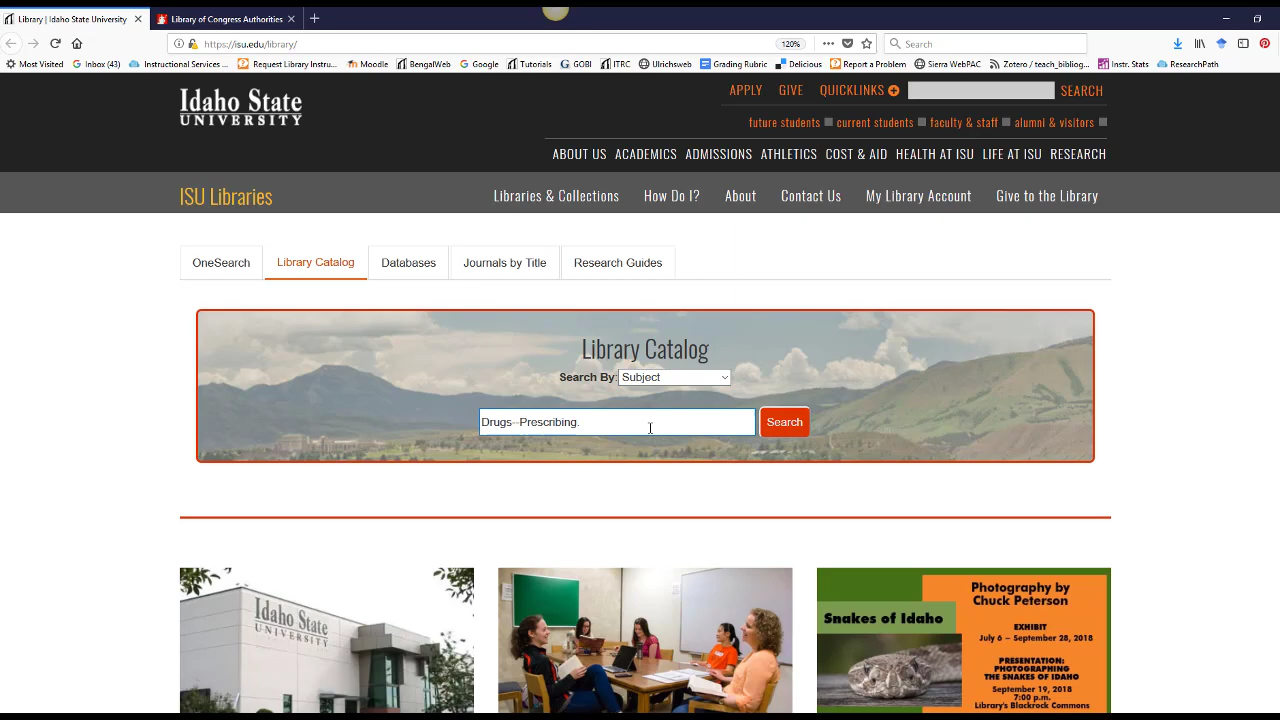 Library | Idaho State University
Library of Congress Authorities
https://isu.edu/library/
120%
Search
Most Visited
Inbox (43)
Instructional Services ...
Request Library Instru...
Moodle
BengalWeb
Google
Tutorials
GOBI
ITRC
Ulrichsweb
Grading Rubric
Delicious
Report a Problem
Sierra WebPAC
Zotero / teach_bibliog...
Instr. Stats
ResearchPath
Idaho State
UNIVERSITY
APPLY
GIVE
QUICKLINKS
SEARCH
future students
current students
faculty & staff
alumni & visitors
ABOUT US
ACADEMICS
ADMISSIONS
ATHLETICS
COST & AID
HEALTH AT ISU
LIFE AT ISU
RESEARCH
ISU Libraries
Libraries & Collections
How Do I?
About
Contact Us
My Library Account
Give to the Library
OneSearch
Library Catalog
Databases
Journals by Title
Research Guides
Library Catalog
Search By: Subject
Drugs--Prescribing.
Search
Idaho State
UNIVERSITY
Photography by
Chuck Peterson
Snakes of Idaho
EXHIBIT
July 6 – September 28, 2018
PRESENTATION:
PHOTOGRAPHING
THE SNAKES OF IDAHO
September 19, 2018
7:00 p.m.
Library's Blackrock Commons